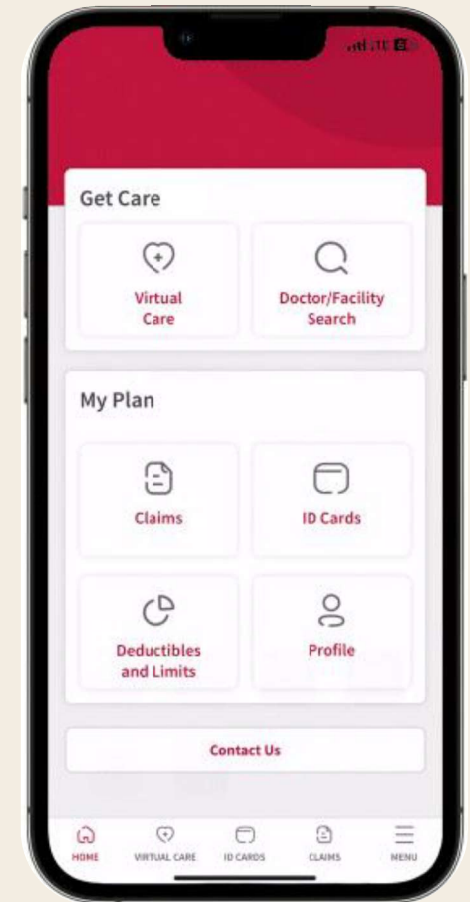 Get Care
Virtual
Care
Doctor/Facility
Search
My Plan
Claims
ID Cards
Deductibles
and Limits
Profile
Contact Us
HOME
VIRTUAL CARE
ID CARDS
CLAIMS
MENU